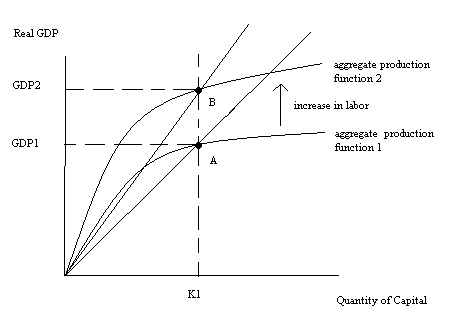 Real GDP
aggregate production
function 2
GDP2
B
increase in labor
aggregate production
function 1
GDP1
A
K1
Quantity of Capital